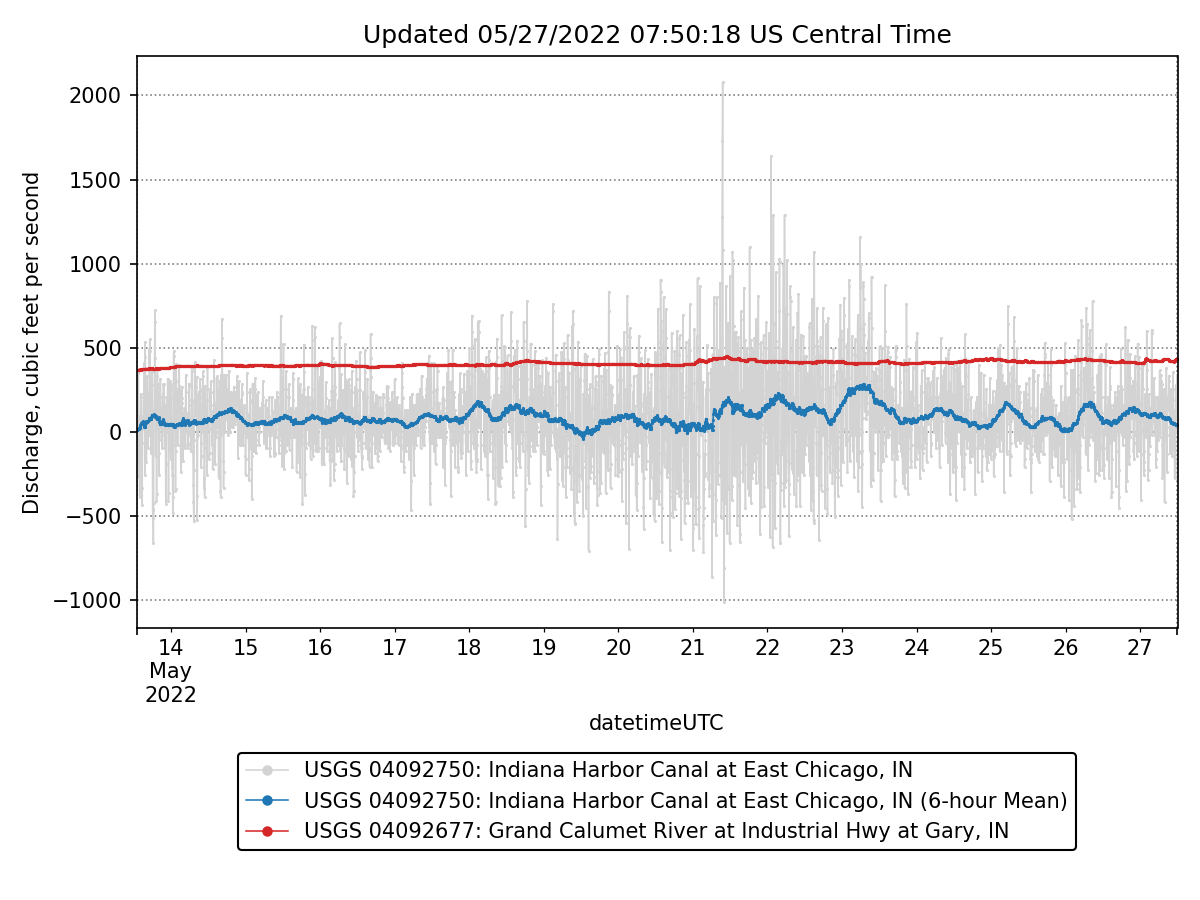 Updated 05/27/2022 07:50:18 US Central Time
Discharge, cubic feet per second
2000
1500
1000
500
0
−500
−1000
14 15 16 17 18 19 20 21 22 23 24 25 26 27
May
2022
datetimeUTC
USGS 04092750: Indiana Harbor Canal at East Chicago, IN
USGS 04092750: Indiana Harbor Canal at East Chicago, IN (6-hour Mean)
USGS 04092677: Grand Calumet River at Industrial Hwy at Gary, IN